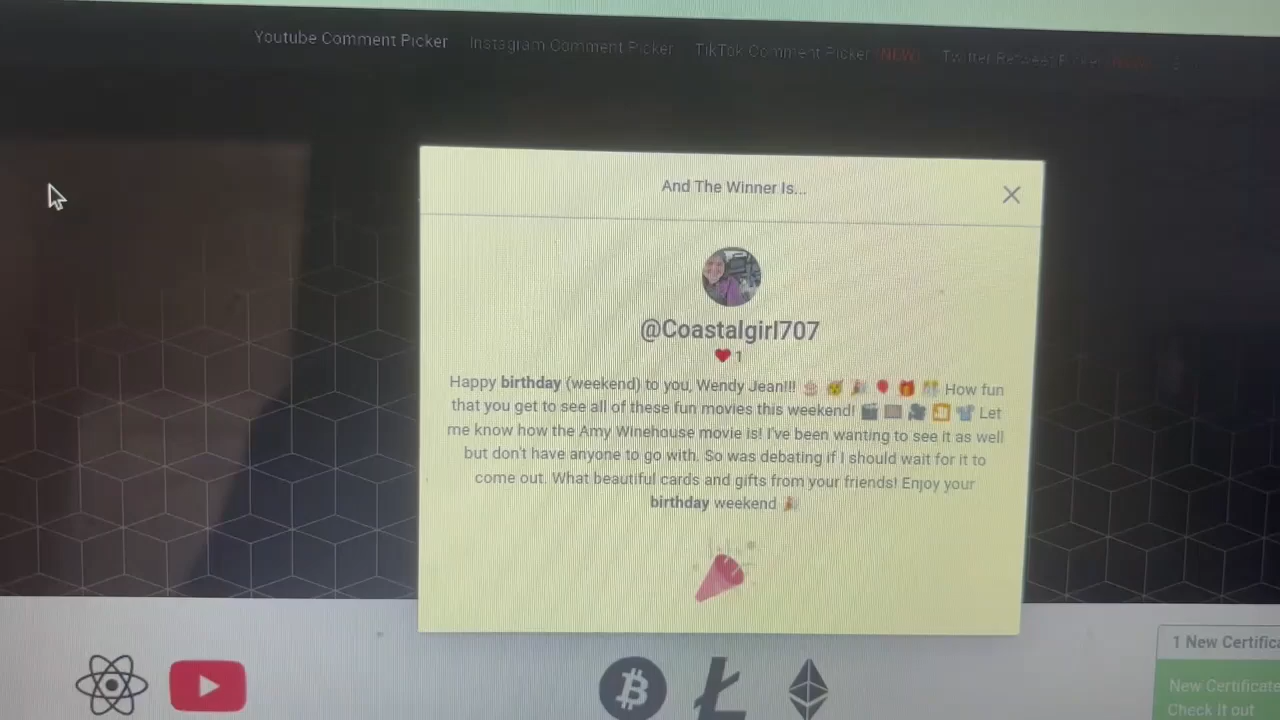 Youtube Comment Picker Instagram Comment Picker TikTok Comment Picker (NEW) Twitter Retweet Picker (NEW)
And The Winner Is...
@Coastalgirl707
1
Happy birthday (weekend) to you, Wendy Jean!!! How fun
that you get to see all of these fun movies this weekend! Let
me know how the Amy Winehouse movie is! I've been wanting to see it as well
but don't have anyone to go with. So was debating if I should wait for it to
come out. What beautiful cards and gifts from your friends! Enjoy your
birthday weekend
1 New Certifica
New Certificate
Check It out